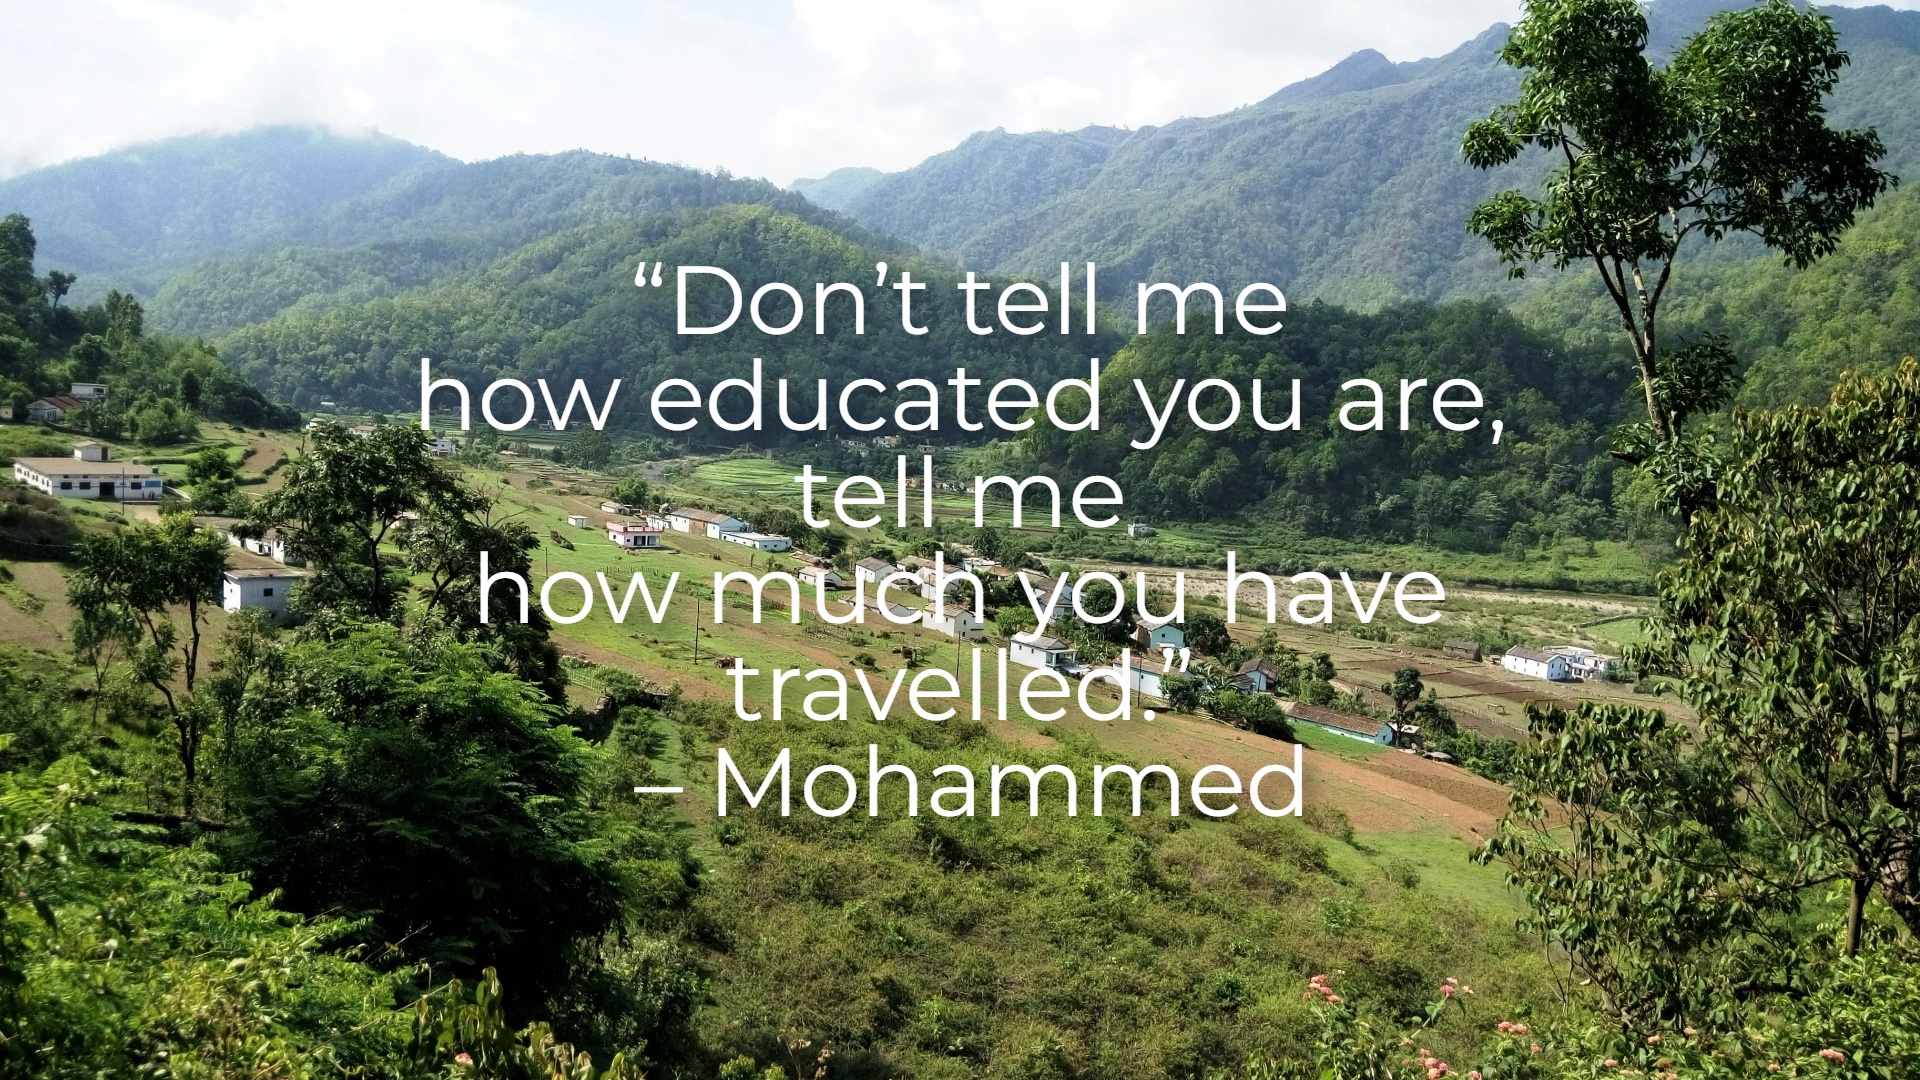 “Don’t tell me
how educated you are,
tell me
how much you have
travelled.”
– Mohammed